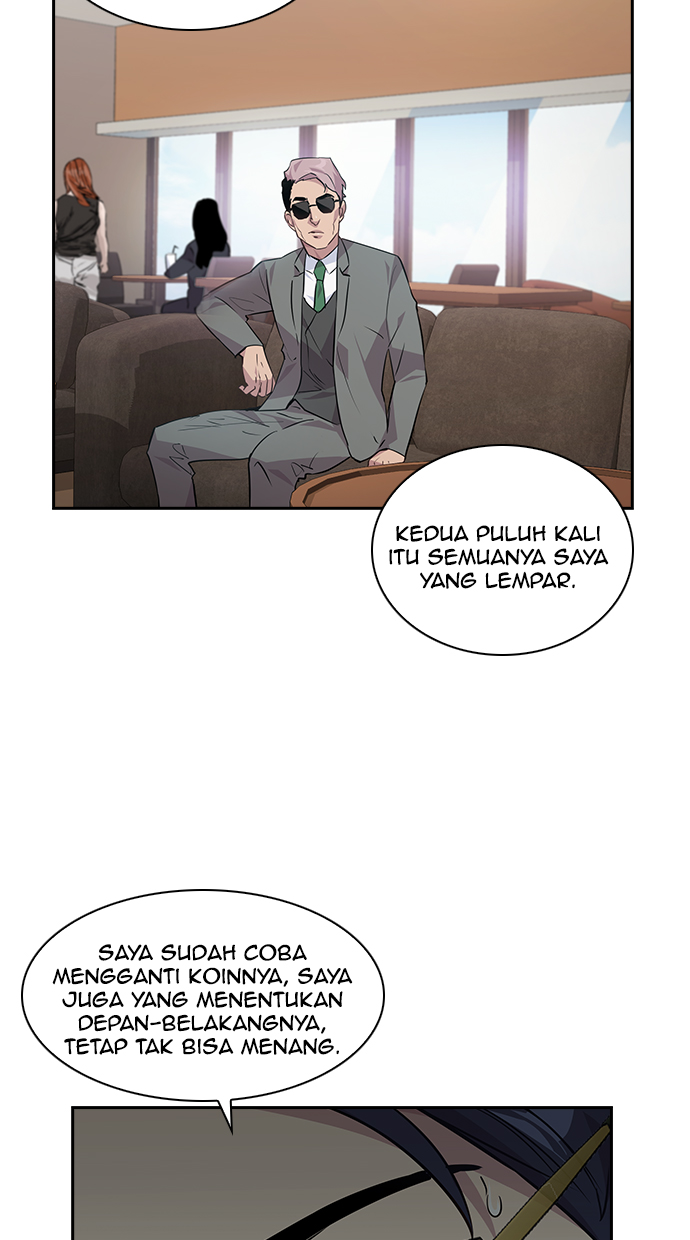 KEDUA PULUH KALI
ITU SEMUANYA SAYA
YANG LEMPAR.
SAYA SUDAH COBA
MENGGANTI KOINNYA, SAYA
JUGA YANG MENENTUKAN
DEPAN-BELAKANGNYA,
TETAP TAK BISA MENANG.